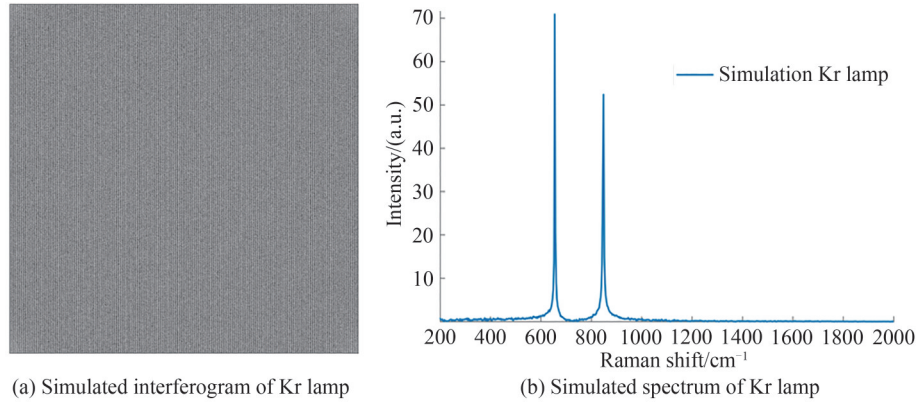 70
60
50
40
30
20
10
Intensity/(a.u.)
Simulation Kr lamp
200 400 600 800 1000 1200 1400 1600 1800 2000
Raman shift/cm⁻¹
(a) Simulated interferogram of Kr lamp
(b) Simulated spectrum of Kr lamp